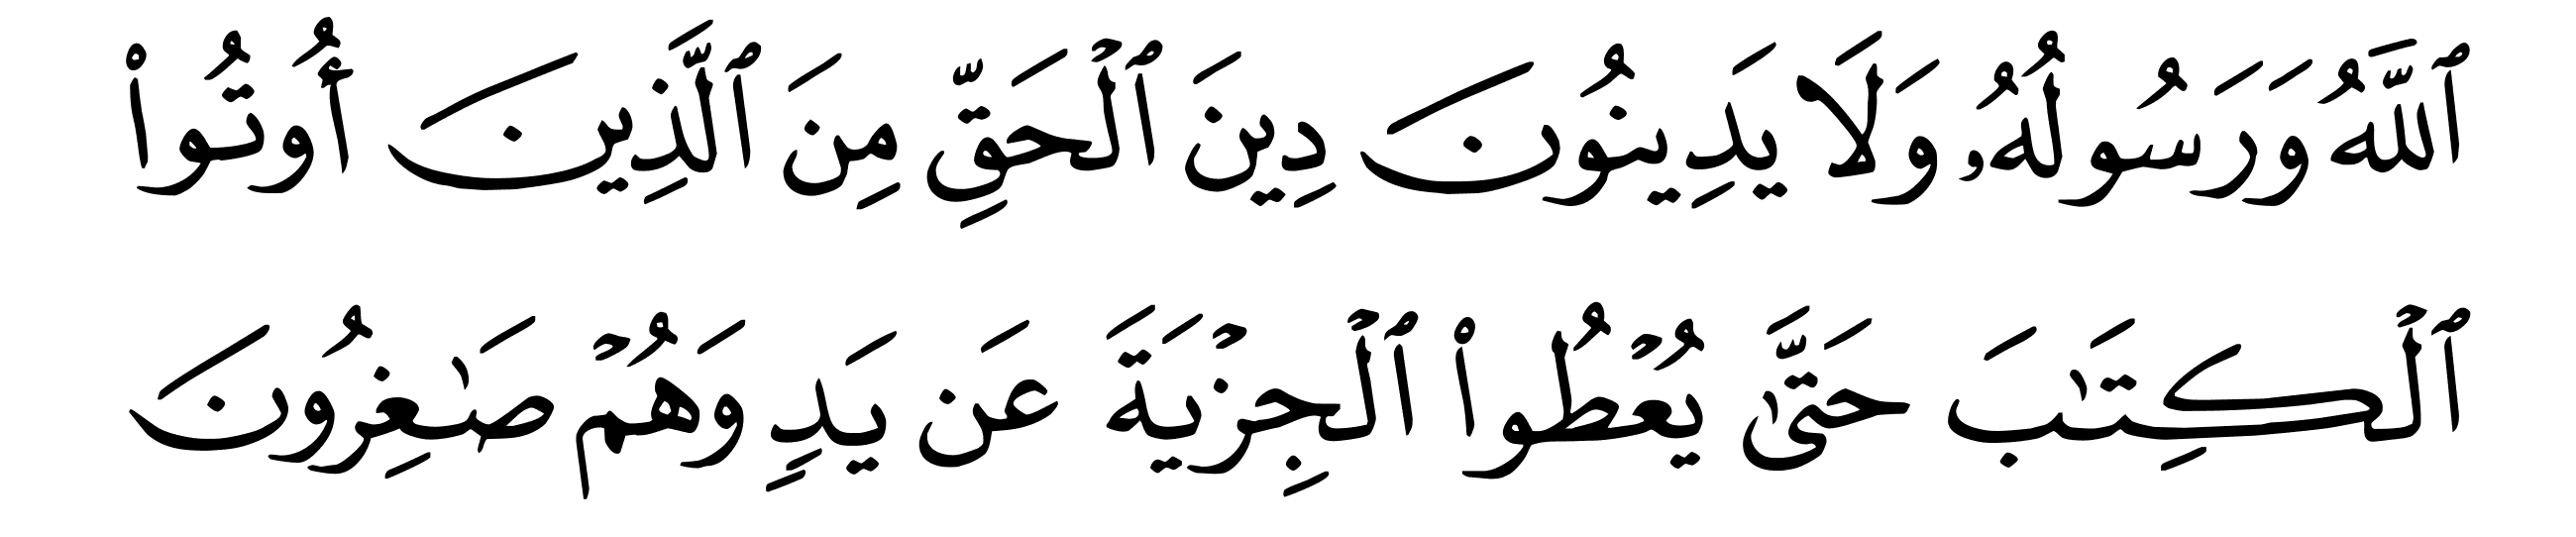 ٱللَّهُ وَرَسُولُهُۥ وَلَا يَدِينُونَ دِينَ ٱلْحَقِّ مِنَ ٱلَّذِينَ أُوتُوا۟
ٱلْكِتَٰبَ حَتَّىٰ يُعْطُوا۟ ٱلْجِزْيَةَ عَن يَدٍ وَهُمْ صَٰغِرُونَ